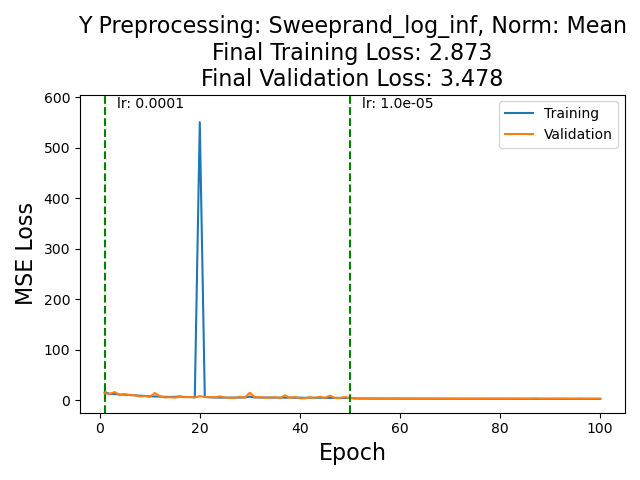 Y Preprocessing: Sweeprand_log_inf, Norm: Mean
Final Training Loss: 2.873
Final Validation Loss: 3.478
lr: 0.0001
lr: 1.0e-05
Training
Validation
MSE Loss
600
500
400
300
200
100
0
0
20
40
60
80
100
Epoch